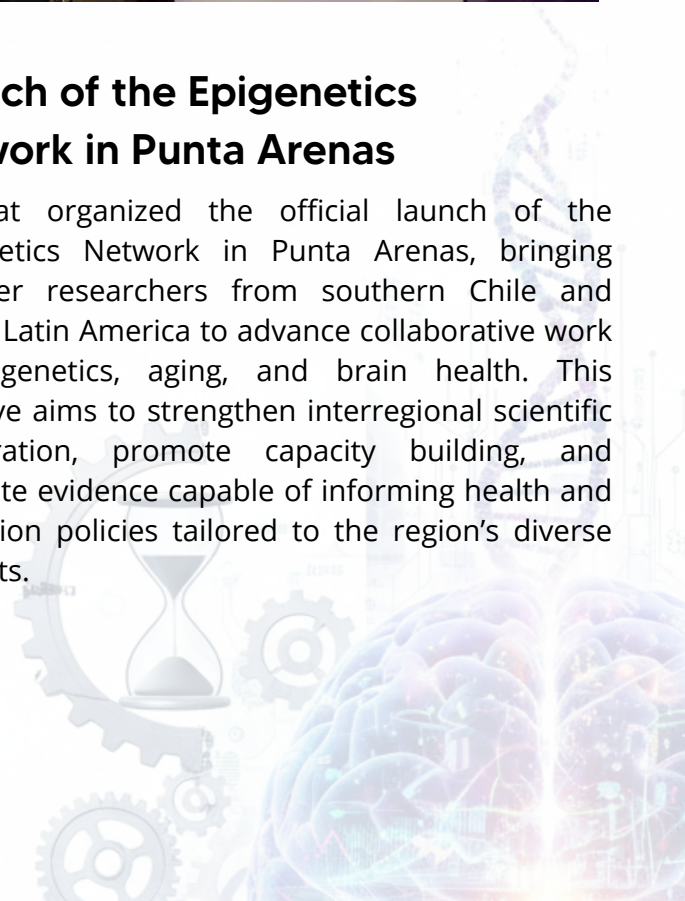 ch of the Epigenetics
work in Punta Arenas
at organized the official launch of the
etics Network in Punta Arenas, bringing
er researchers from southern Chile and
Latin America to advance collaborative work
genetics, aging, and brain health. This
ve aims to strengthen interregional scientific
ration, promote capacity building, and
te evidence capable of informing health and
ion policies tailored to the region’s diverse
ts.